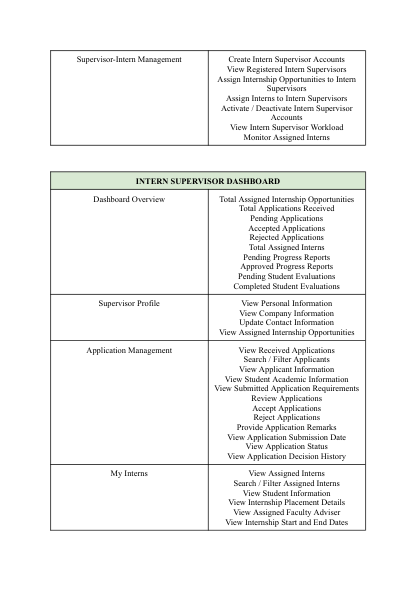 Supervisor-Intern Management
Create Intern Supervisor Accounts
View Registered Intern Supervisors
Assign Internship Opportunities to Intern
Supervisors
Assign Interns to Intern Supervisors
Activate / Deactivate Intern Supervisor
Accounts
View Intern Supervisor Workload
Monitor Assigned Interns
INTERN SUPERVISOR DASHBOARD
Dashboard Overview
Total Assigned Internship Opportunities
Total Applications Received
Pending Applications
Accepted Applications
Rejected Applications
Total Assigned Interns
Pending Progress Reports
Approved Progress Reports
Pending Student Evaluations
Completed Student Evaluations
Supervisor Profile
View Personal Information
View Company Information
Update Contact Information
View Assigned Internship Opportunities
Application Management
View Received Applications
Search / Filter Applicants
View Applicant Information
View Student Academic Information
View Submitted Application Requirements
Review Applications
Accept Applications
Reject Applications
Provide Application Remarks
View Application Submission Date
View Application Status
View Application Decision History
My Interns
View Assigned Interns
Search / Filter Assigned Interns
View Student Information
View Internship Placement Details
View Assigned Faculty Adviser
View Internship Start and End Dates